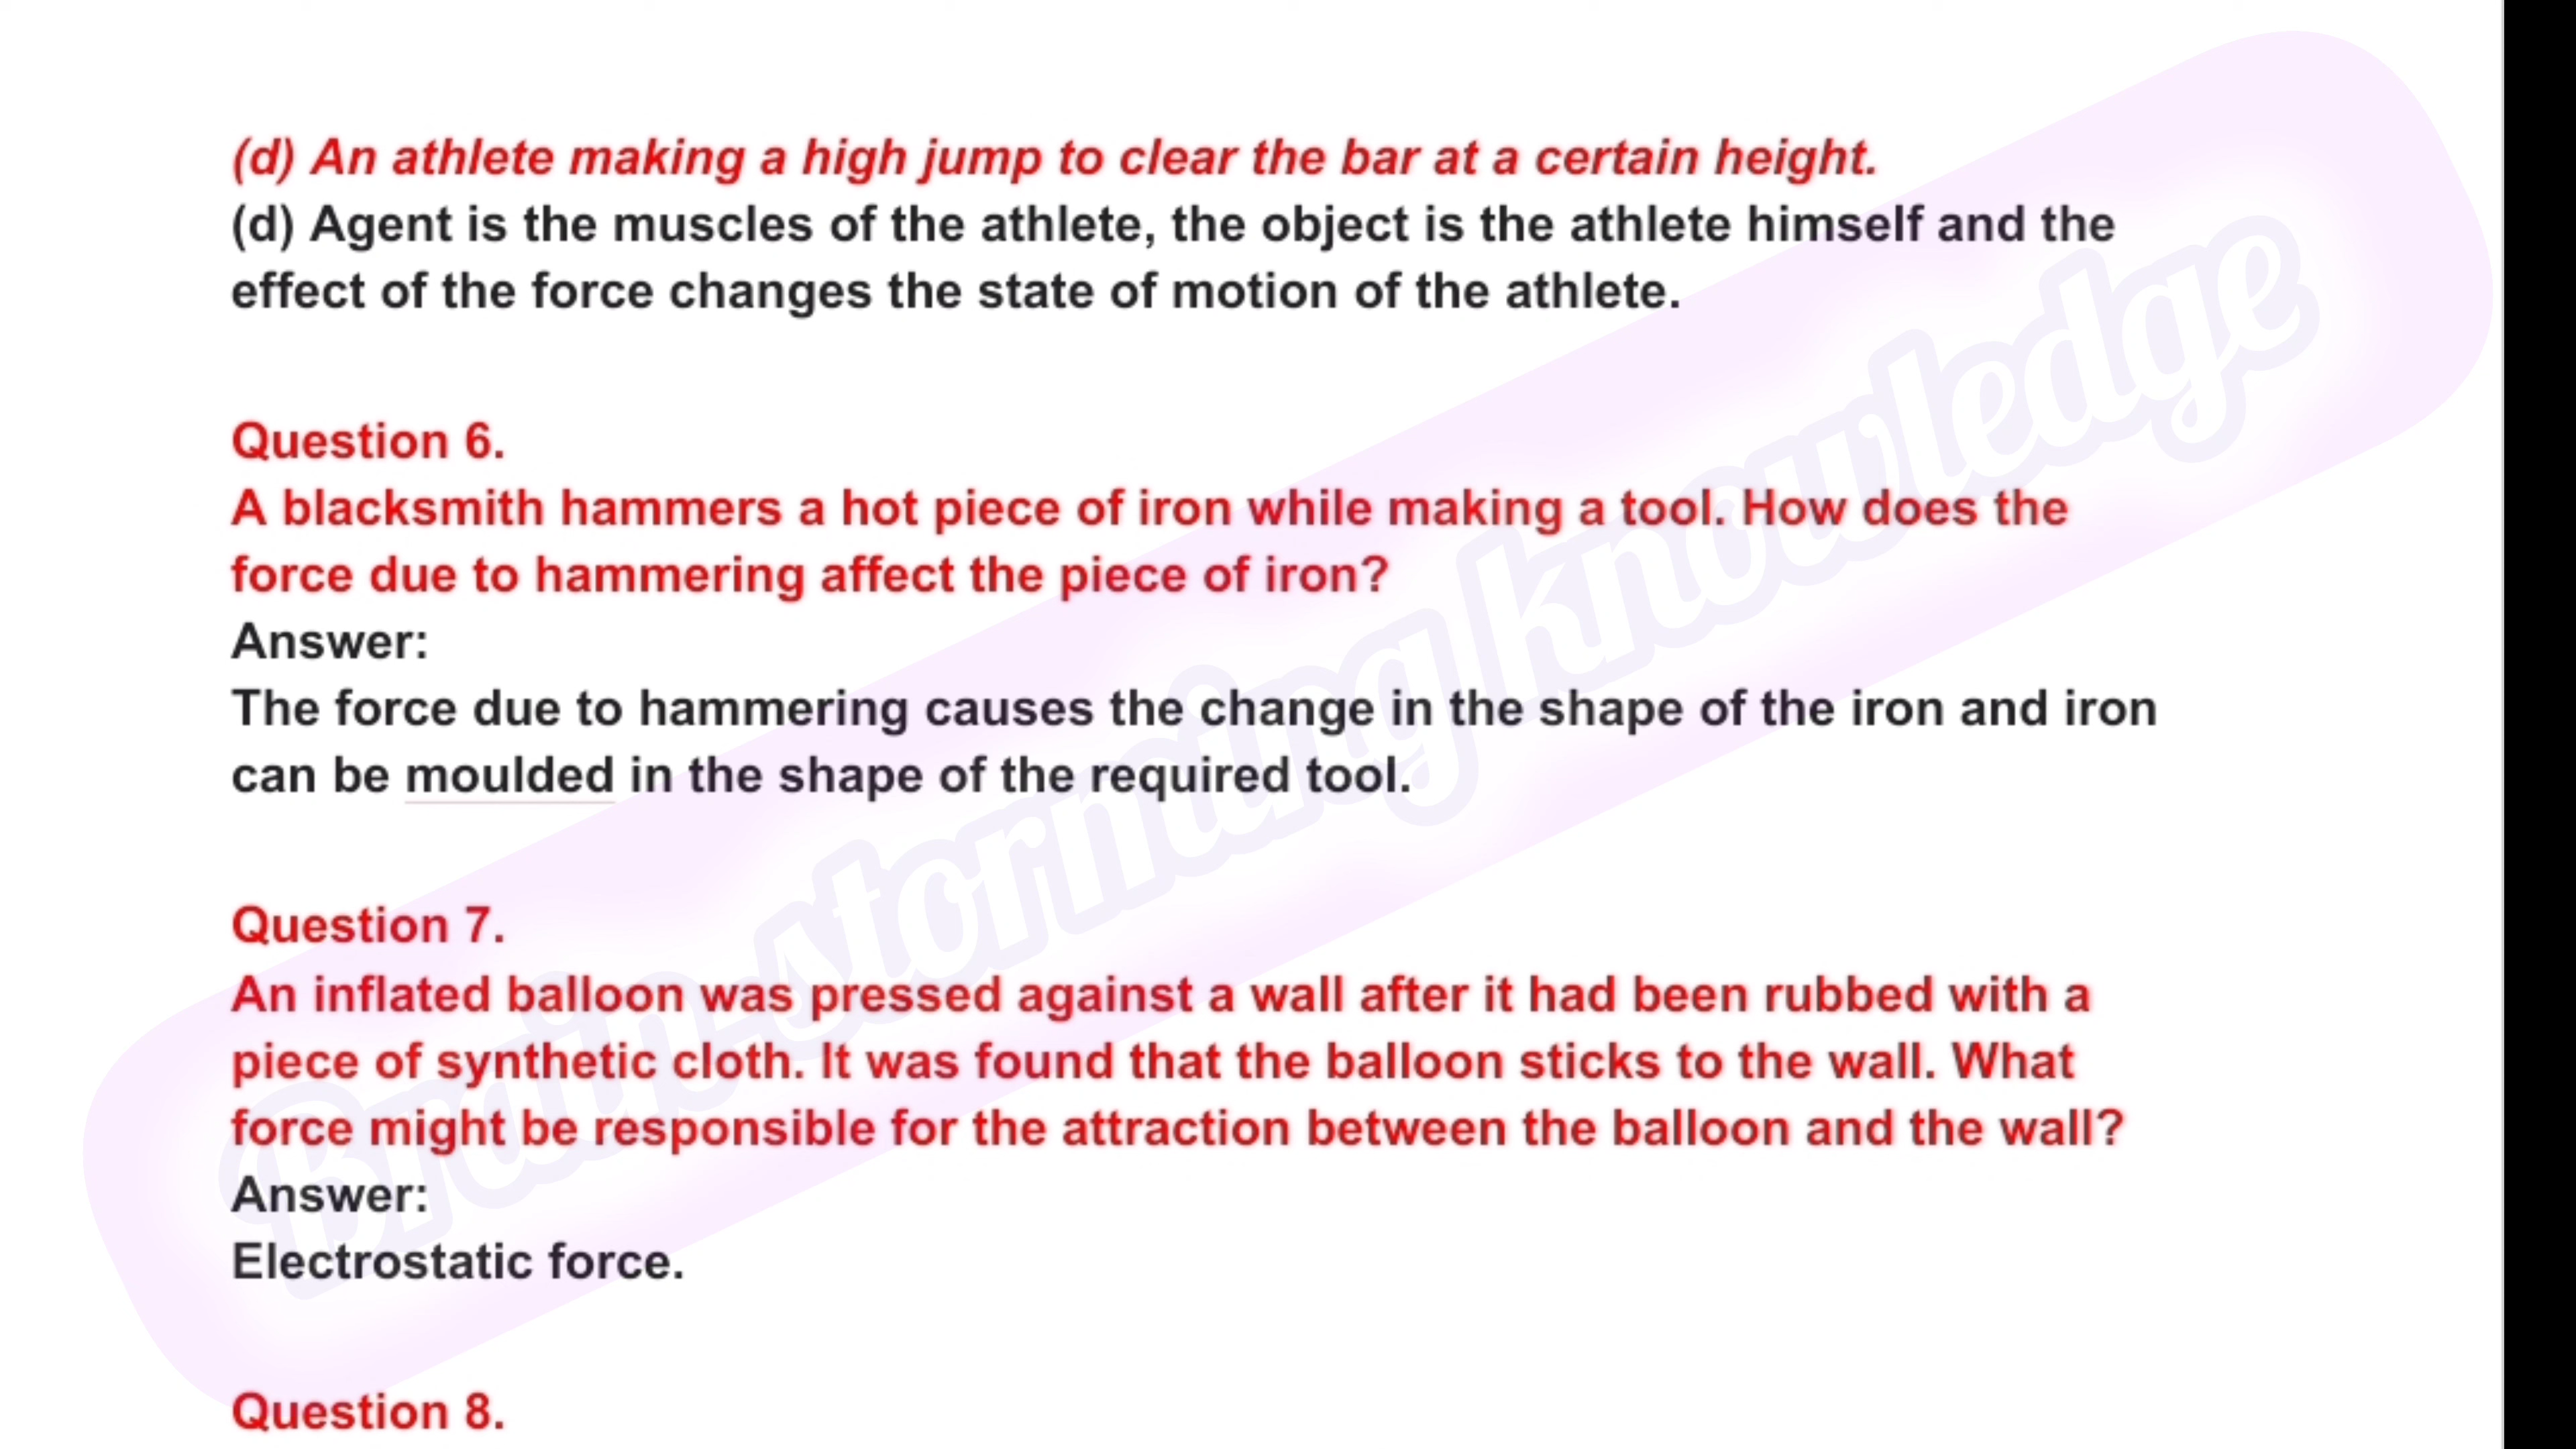 (d) An athlete making a high jump to clear the bar at a certain height.
(d) Agent is the muscles of the athlete, the object is the athlete himself and the
effect of the force changes the state of motion of the athlete.
Question 6.
A blacksmith hammers a hot piece of iron while making a tool. How does the
force due to hammering affect the piece of iron?
Answer:
The force due to hammering causes the change in the shape of the iron and iron
can be moulded in the shape of the required tool.
Question 7.
An inflated balloon was pressed against a wall after it had been rubbed with a
piece of synthetic cloth. It was found that the balloon sticks to the wall. What
force might be responsible for the attraction between the balloon and the wall?
Answer:
Electrostatic force.
Question 8.
Brain-storming knowledge